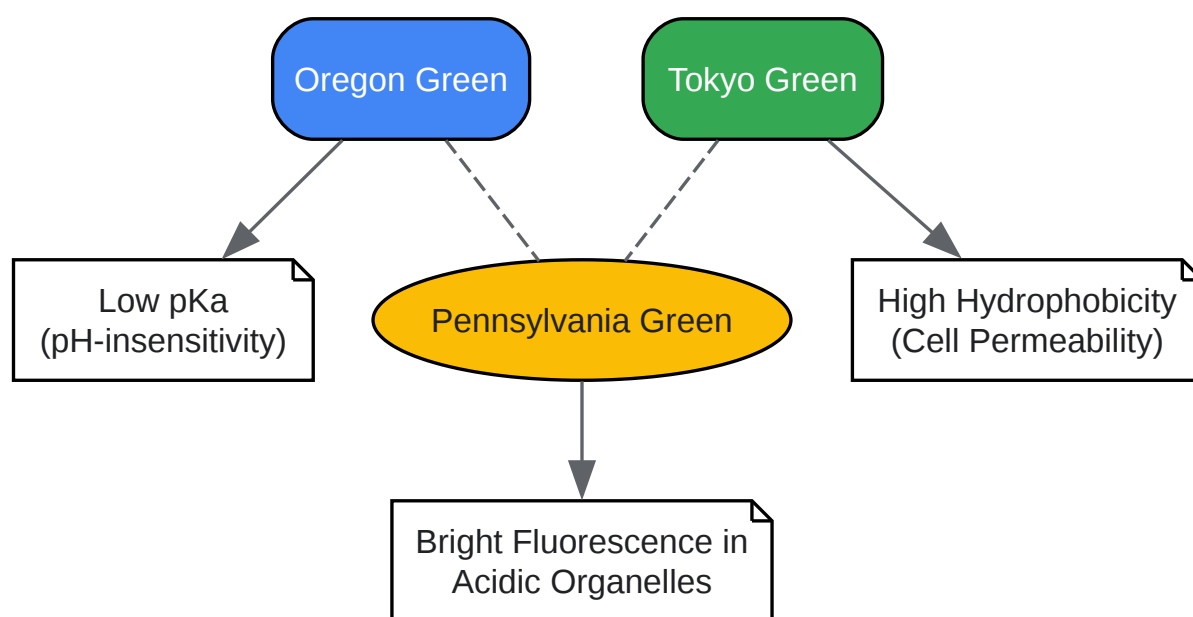 Oregon Green
Tokyo Green
Low pKa
(pH-insensitivity)
Pennsylvania Green
High Hydrophobicity
(Cell Permeability)
Bright Fluorescence in
Acidic Organelles